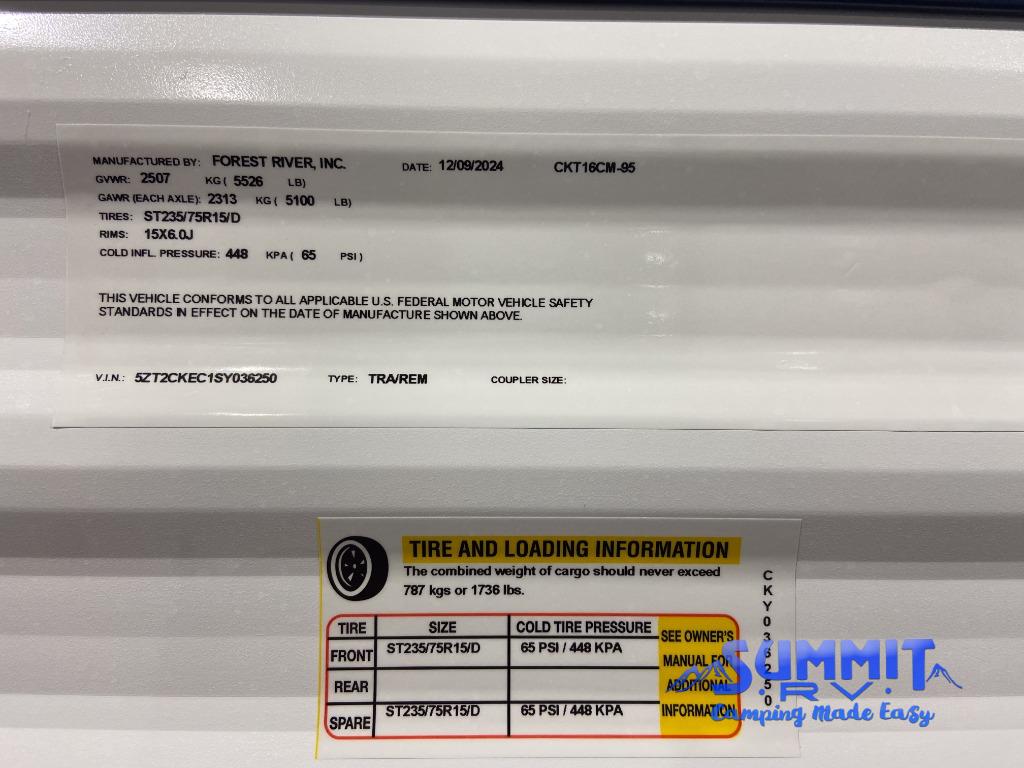 MANUFACTURED BY: FOREST RIVER, INC. DATE: 12/09/2024 CKT16CM-95
GVWR: 2507 KG ( 5526 LB)
GAWR (EACH AXLE): 2313 KG ( 5100 LB)
TIRES: ST235/75R15/D
RIMS: 15X6.0J
COLD INFL. PRESSURE: 448 KPA ( 65 PSI )
THIS VEHICLE CONFORMS TO ALL APPLICABLE U.S. FEDERAL MOTOR VEHICLE SAFETY
STANDARDS IN EFFECT ON THE DATE OF MANUFACTURE SHOWN ABOVE.
V.I.N.: 5ZT2CKEC1SY036250 TYPE: TRA/REM COUPLER SIZE:
TIRE AND LOADING INFORMATION
The combined weight of cargo should never exceed
787 kgs or 1736 lbs.
TIRE SIZE COLD TIRE PRESSURE
FRONT ST235/75R15/D 65 PSI / 448 KPA
REAR
SPARE ST235/75R15/D 65 PSI / 448 KPA
SEE OWNER'S
MANUAL FOR
ADDITIONAL
INFORMATION
CKY036250
SUMMIT
R.V.
Camping Made Easy